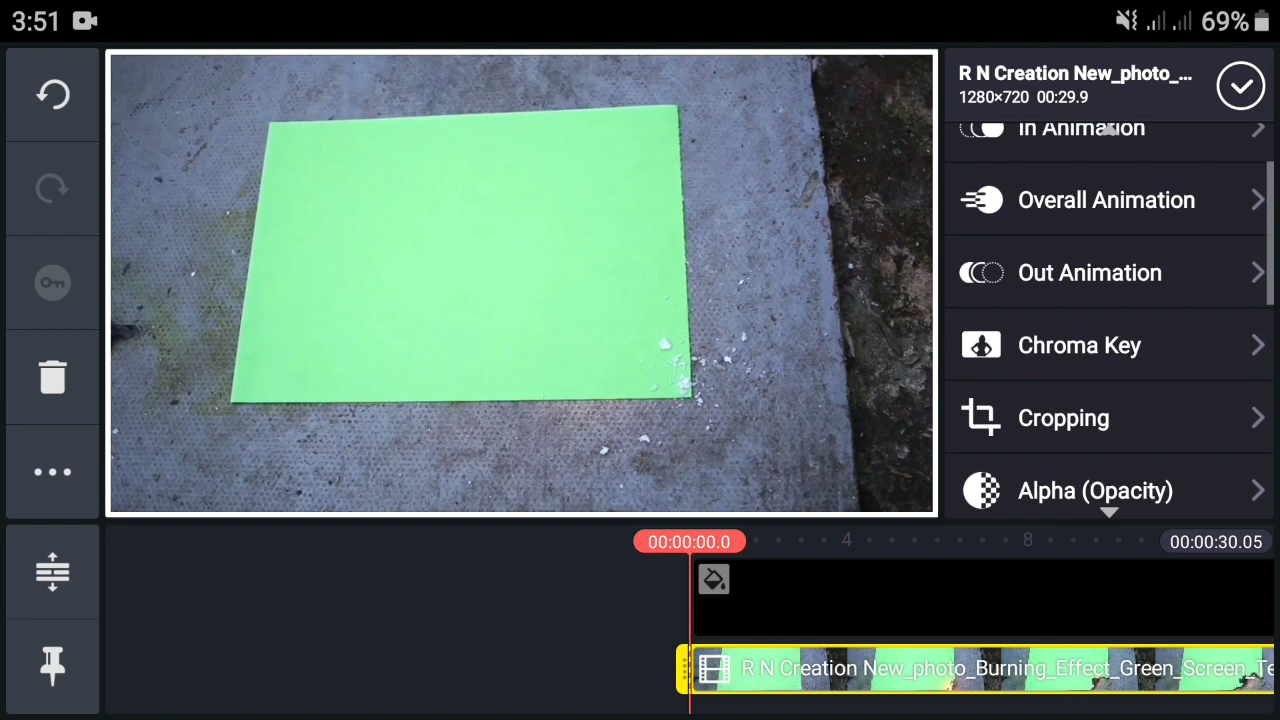 3:51
69%
R N Creation New_photo_...
1280×720 00:29.9
In Animation
Overall Animation
Out Animation
Chroma Key
Cropping
Alpha (Opacity)
00:00:00.0
4
8
00:00:30.05
R N Creation New_photo_Burning_Effect_Green_Screen_Te